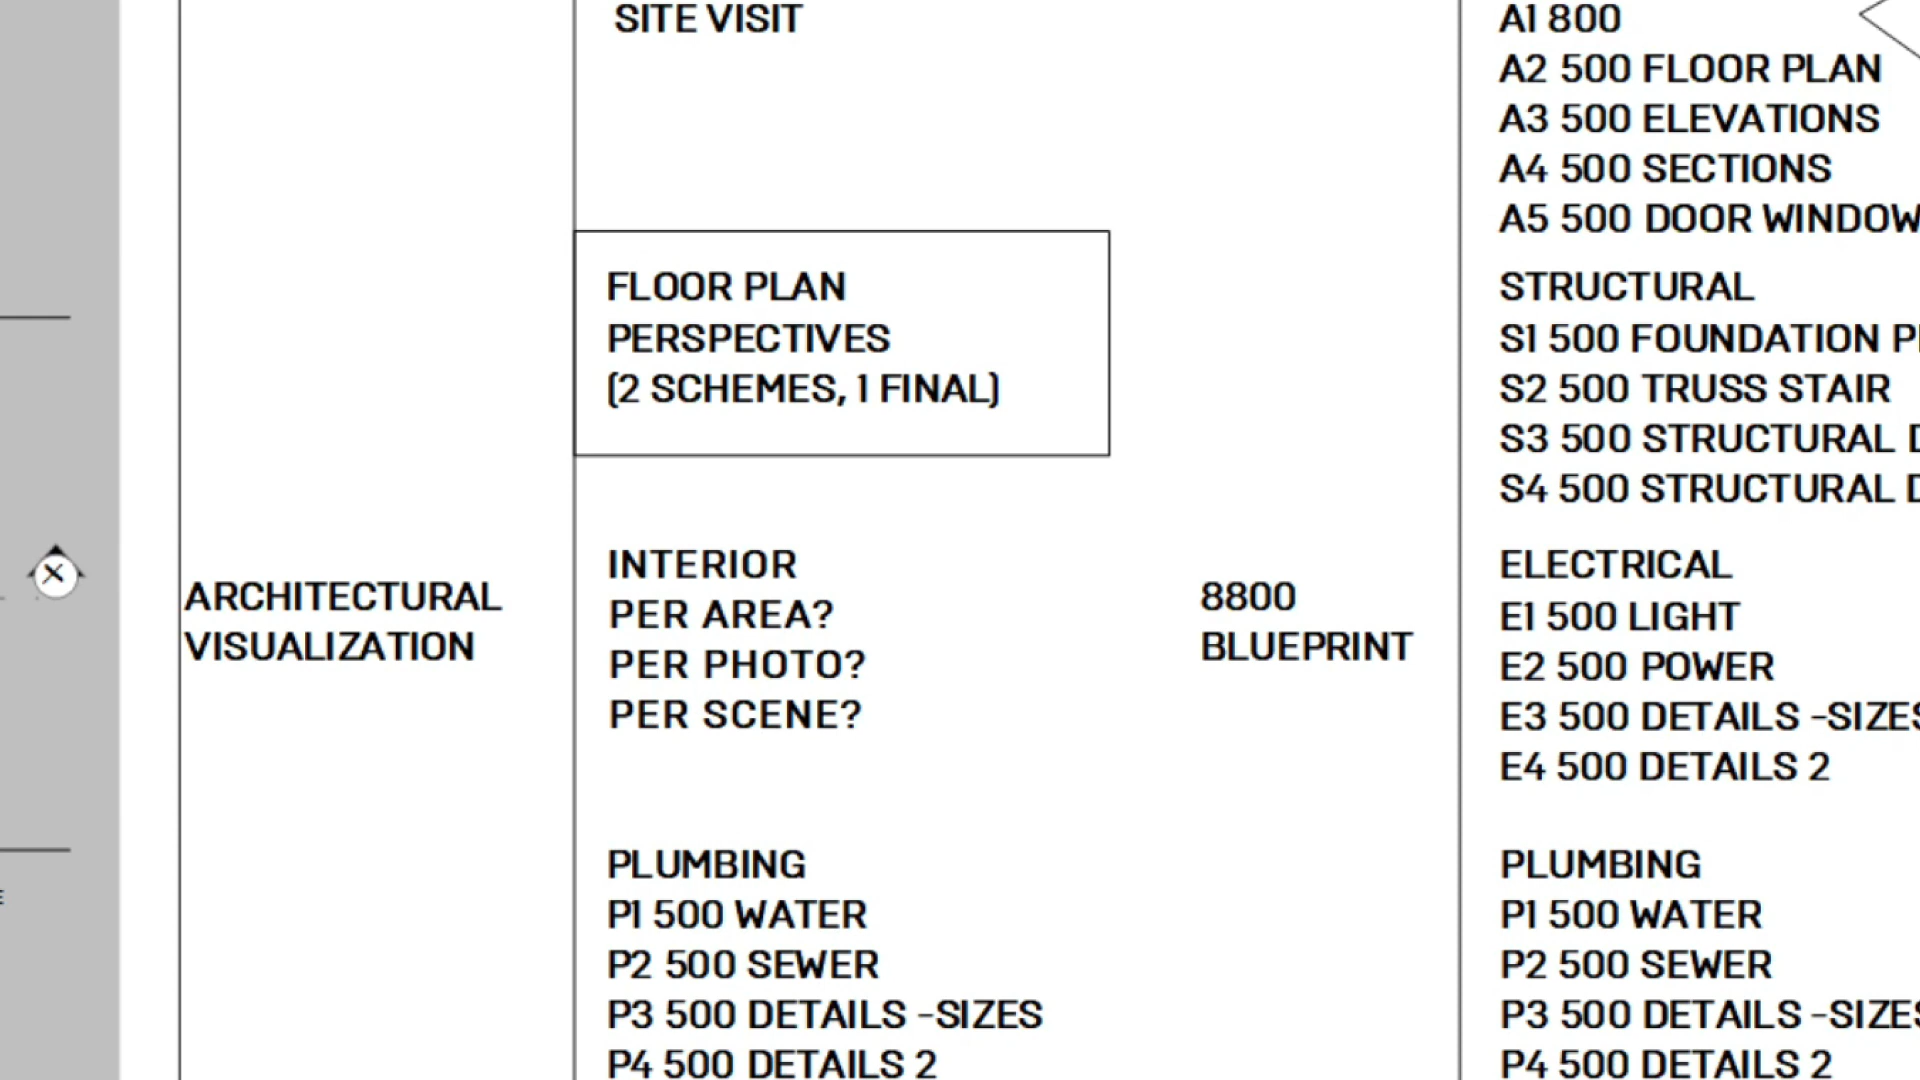 SITE VISIT
FLOOR PLAN
PERSPECTIVES
(2 SCHEMES, 1 FINAL)
ARCHITECTURAL
VISUALIZATION
INTERIOR
PER AREA?
PER PHOTO?
PER SCENE?
PLUMBING
P1 500 WATER
P2 500 SEWER
P3 500 DETAILS -SIZES
P4 500 DETAILS 2
8800
BLUEPRINT
A1 800
A2 500 FLOOR PLAN
A3 500 ELEVATIONS
A4 500 SECTIONS
A5 500 DOOR WINDOW
STRUCTURAL
S1 500 FOUNDATION
S2 500 TRUSS STAIR
S3 500 STRUCTURAL
S4 500 STRUCTURAL
ELECTRICAL
E1 500 LIGHT
E2 500 POWER
E3 500 DETAILS -SIZES
E4 500 DETAILS 2
PLUMBING
P1 500 WATER
P2 500 SEWER
P3 500 DETAILS -SIZES
P4 500 DETAILS 2